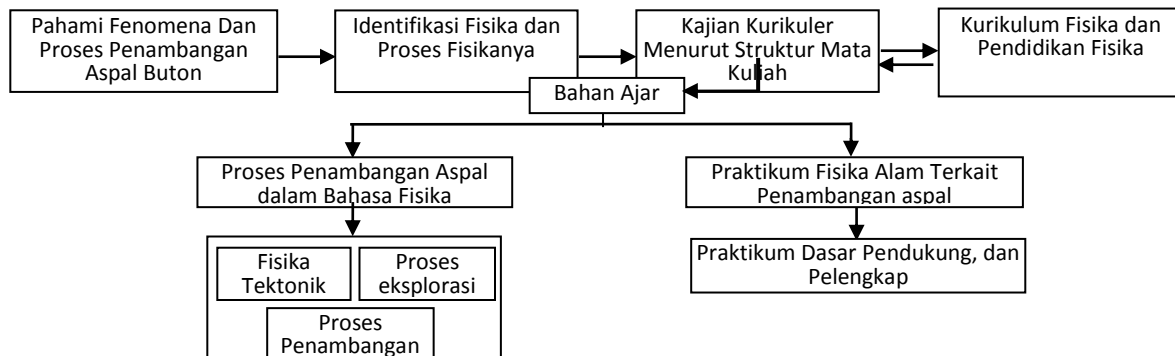 Pahami Fenomena Dan
Proses Penambangan
Aspal Buton
Identifikasi Fisika dan
Proses Fisikanya
Kajian Kurikuler
Menurut Struktur Mata
Kuliah
Kurikulum Fisika dan
Pendidikan Fisika
Bahan Ajar
Proses Penambangan Aspal
dalam Bahasa Fisika
Praktikum Fisika Alam Terkait
Penambangan aspal
Fisika
Tektonik
Proses
eksplorasi
Proses
Penambangan
Praktikum Dasar Pendukung, dan
Pelengkap